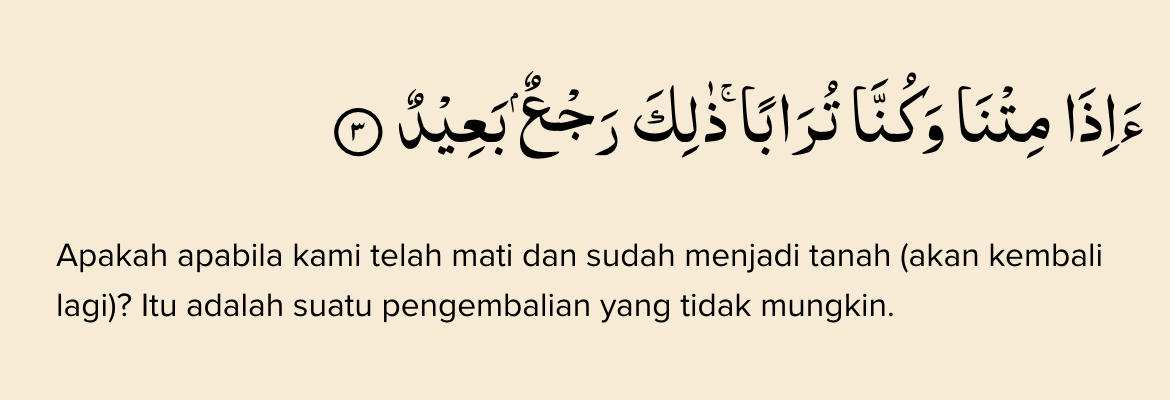 ءَاِذَا مِتْنَا وَكُنَّا تُرَابًاۚ ذٰلِكَ رَجْعٌۢ بَعِيْدٌ ٣
Apakah apabila kami telah mati dan sudah menjadi tanah (akan kembali
lagi)? Itu adalah suatu pengembalian yang tidak mungkin.